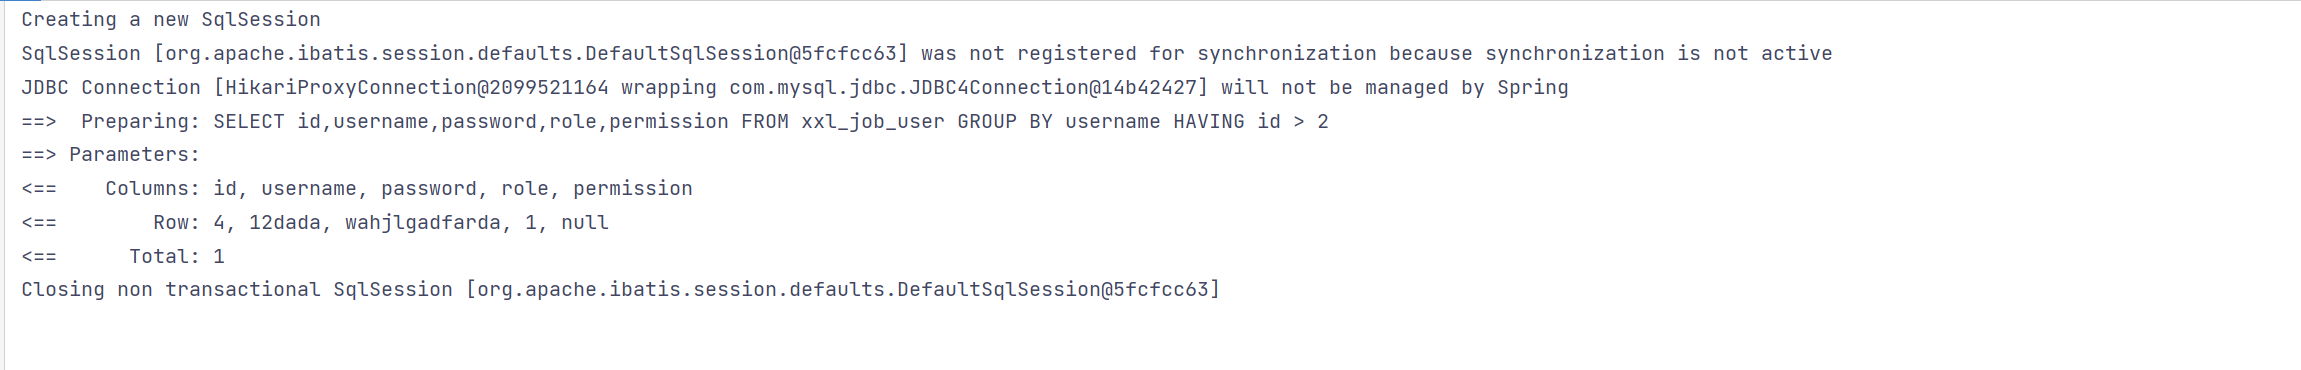 Creating a new SqlSession
SqlSession [org.apache.ibatis.session.defaults.DefaultSqlSession@5fcfcc63] was not registered for synchronization because synchronization is not active
JDBC Connection [HikariProxyConnection@2099521164 wrapping com.mysql.jdbc.JDBC4Connection@14b42427] will not be managed by Spring
==>  Preparing: SELECT id,username,password,role,permission FROM xxl_job_user GROUP BY username HAVING id > 2
==> Parameters:
<==    Columns: id, username, password, role, permission
<==        Row: 4, 12dada, wahjlgadfarda, 1, null
<==      Total: 1
Closing non transactional SqlSession [org.apache.ibatis.session.defaults.DefaultSqlSession@5fcfcc63]